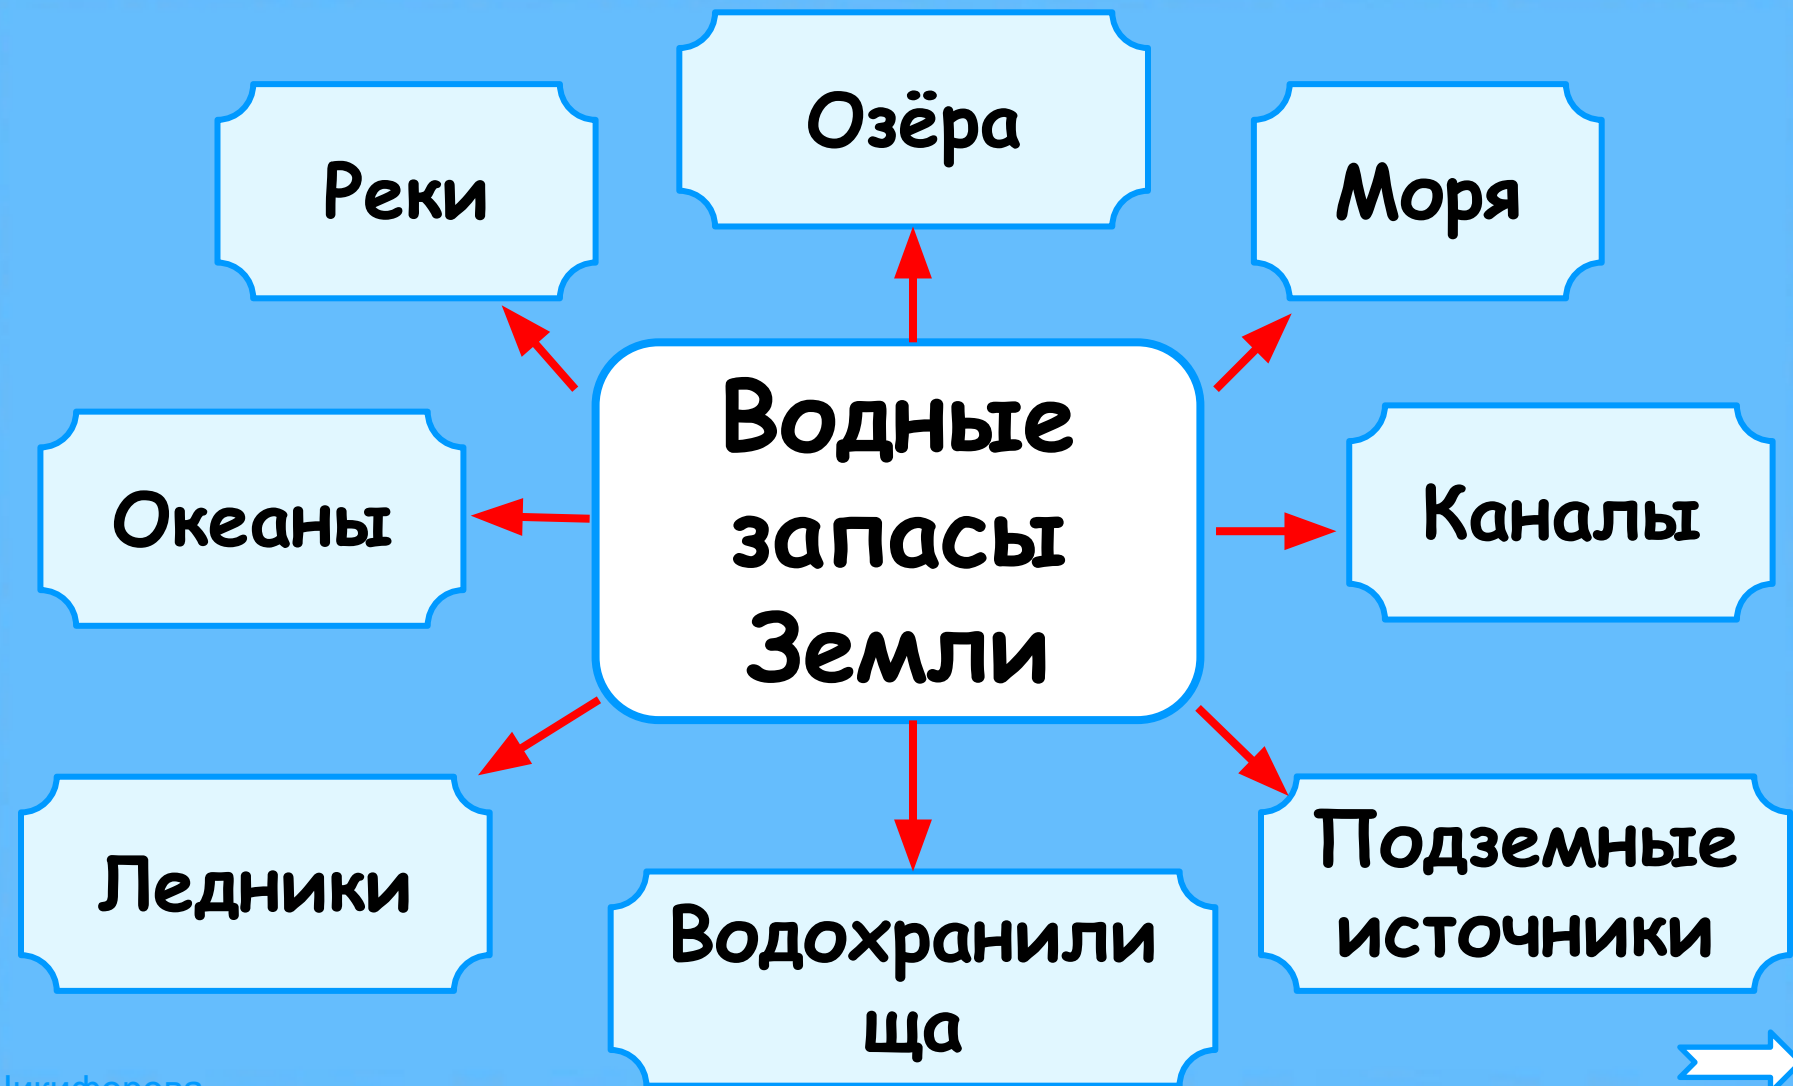 Озёра
Реки
Моря
Водные
запасы
Земли
Океаны
Каналы
Ледники
Водохранили
ща
Подземные
источники